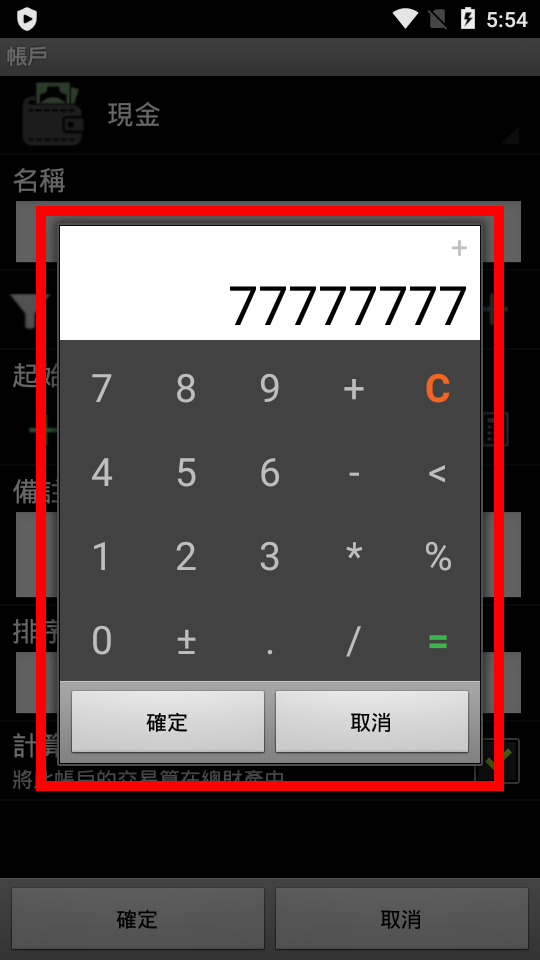 5:54
帳戶
現金
名稱
+
77777777
起始
7 8 9 + C
4 5 6 - <
備註
1 2 3 * %
0 ± . / =
排序
確定 取消
計算
將此帳戶的交易算在總財產中
確定 取消